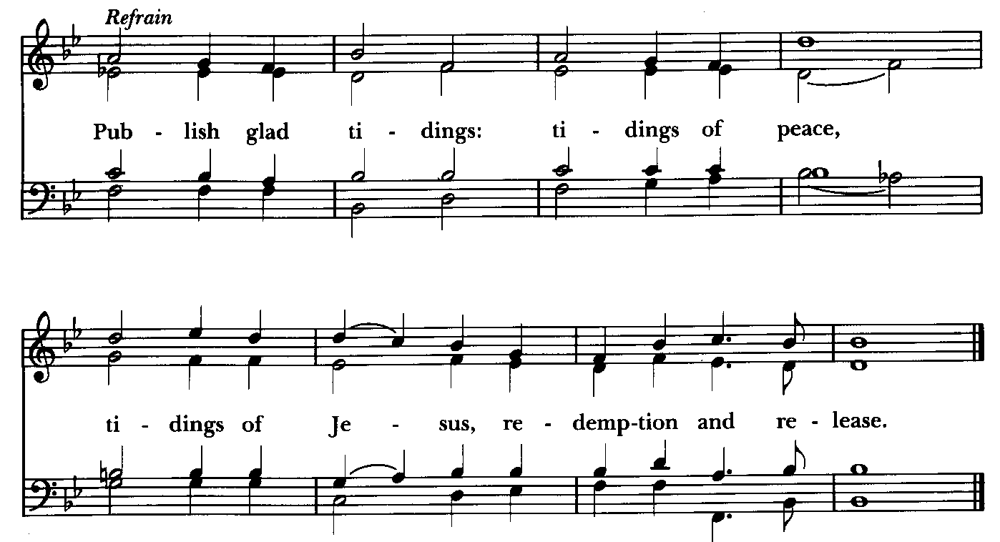 Refrain
Pub - lish glad ti - dings: ti - dings of peace,
ti - dings of Je - sus, re - demp-tion and re - lease.